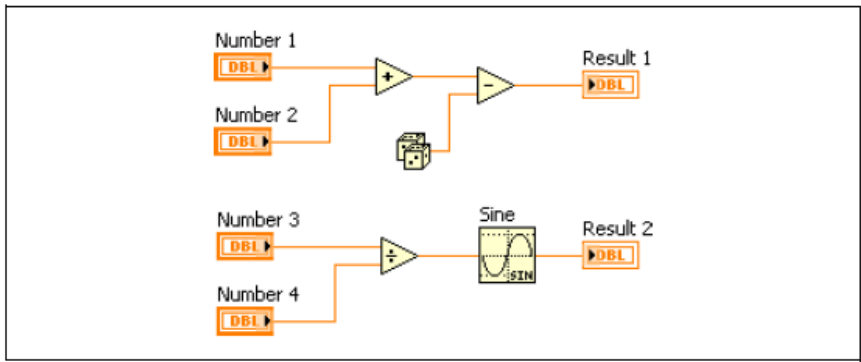 Number 1
DBL
+
-
Result 1
DBL
Number 2
DBL
Number 3
DBL
÷
Sine
SIN
Result 2
DBL
Number 4
DBL